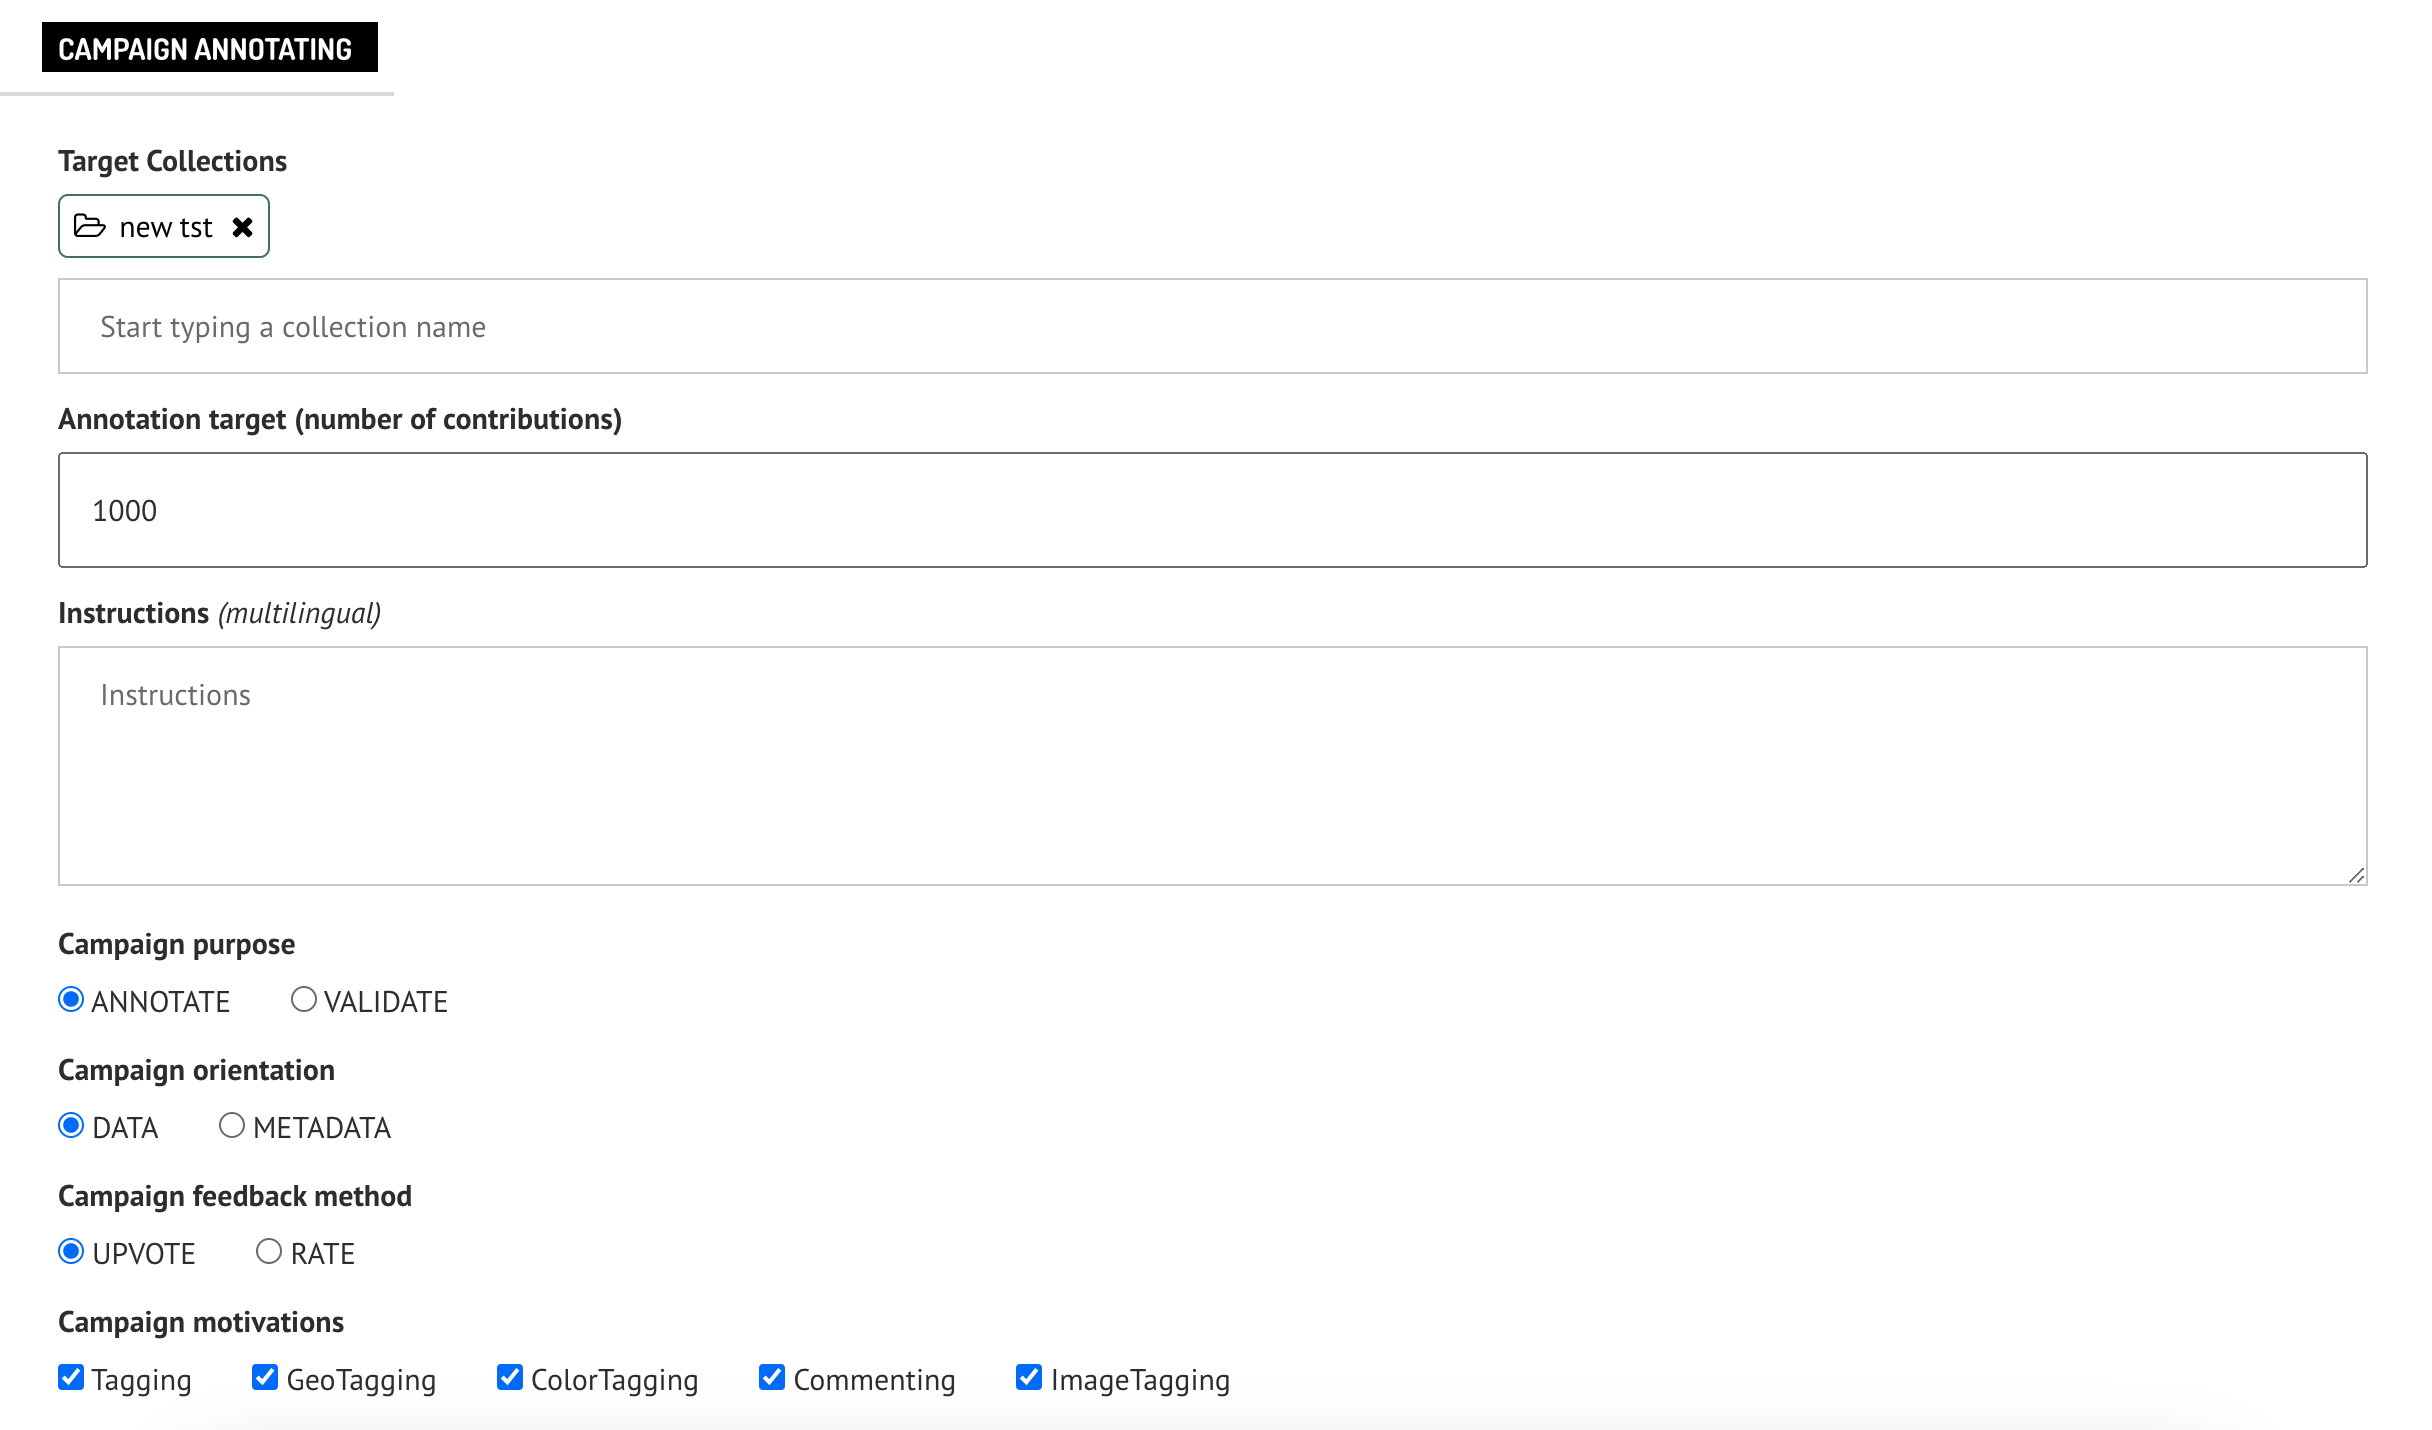 CAMPAIGN ANNOTATING
Target Collections
new tst
Start typing a collection name
Annotation target (number of contributions)
1000
Instructions (multilingual)
Instructions
Campaign purpose
ANNOTATE VALIDATE
Campaign orientation
DATA METADATA
Campaign feedback method
UPVOTE RATE
Campaign motivations
Tagging GeoTagging ColorTagging Commenting ImageTagging